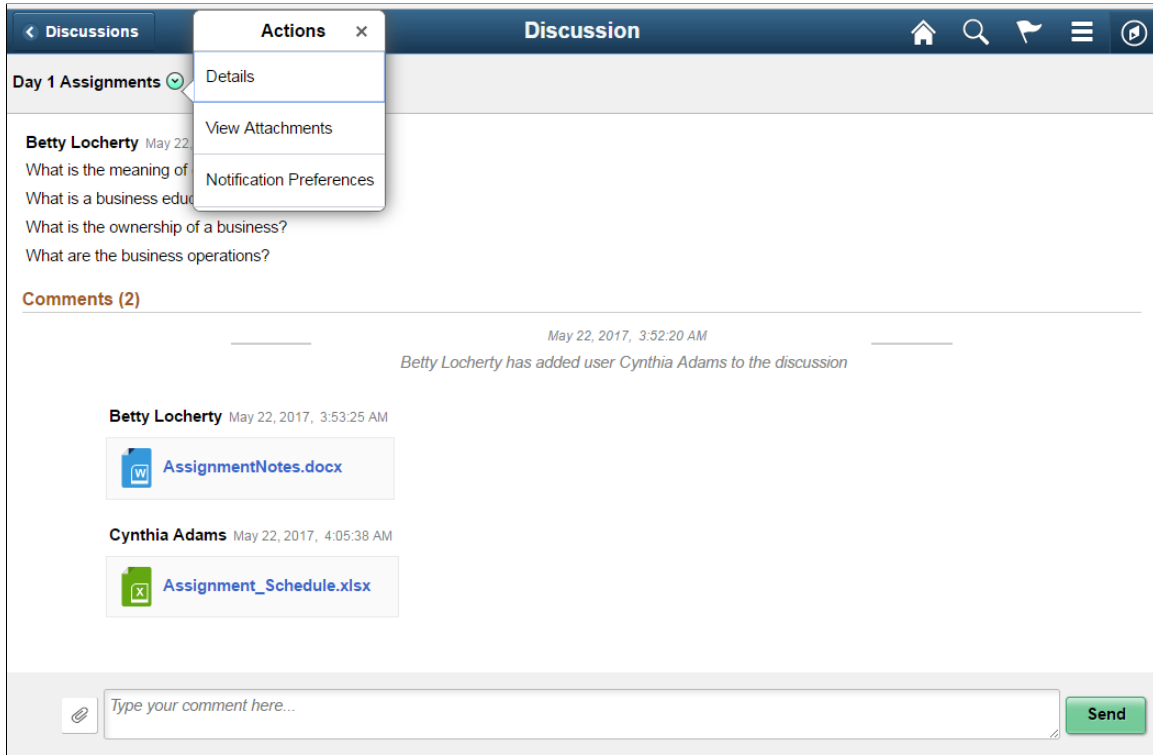 Discussions
Actions
Discussion
Day 1 Assignments
Details
View Attachments
Notification Preferences
Betty Locherty May 22,
What is the meaning of
What is a business educ
What is the ownership of a business?
What are the business operations?
Comments (2)
May 22, 2017, 3:52:20 AM
Betty Locherty has added user Cynthia Adams to the discussion
Betty Locherty May 22, 2017, 3:53:25 AM
W AssignmentNotes.docx
Cynthia Adams May 22, 2017, 4:05:38 AM
X Assignment_Schedule.xlsx
Type your comment here...
Send